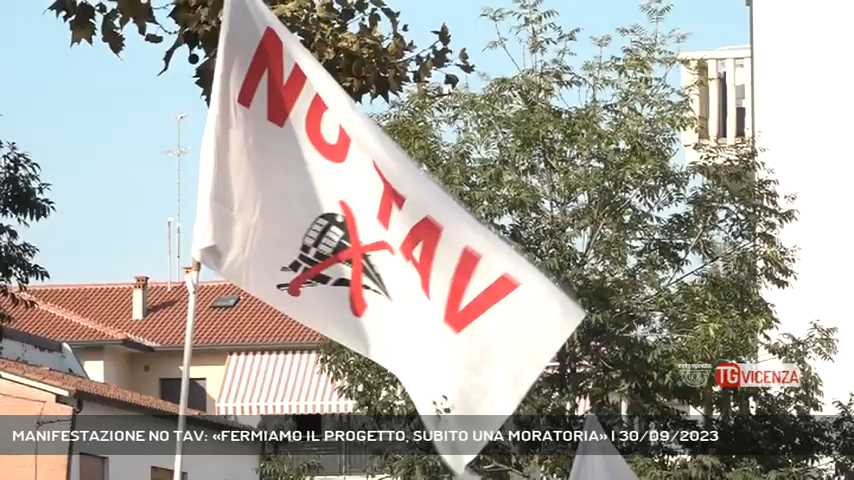 NO TAV
TG VICENZA
MANIFESTAZIONE NO TAV: «FERMIAMO IL PROGETTO, SUBITO UNA MORATORIA» | 30/09/2023